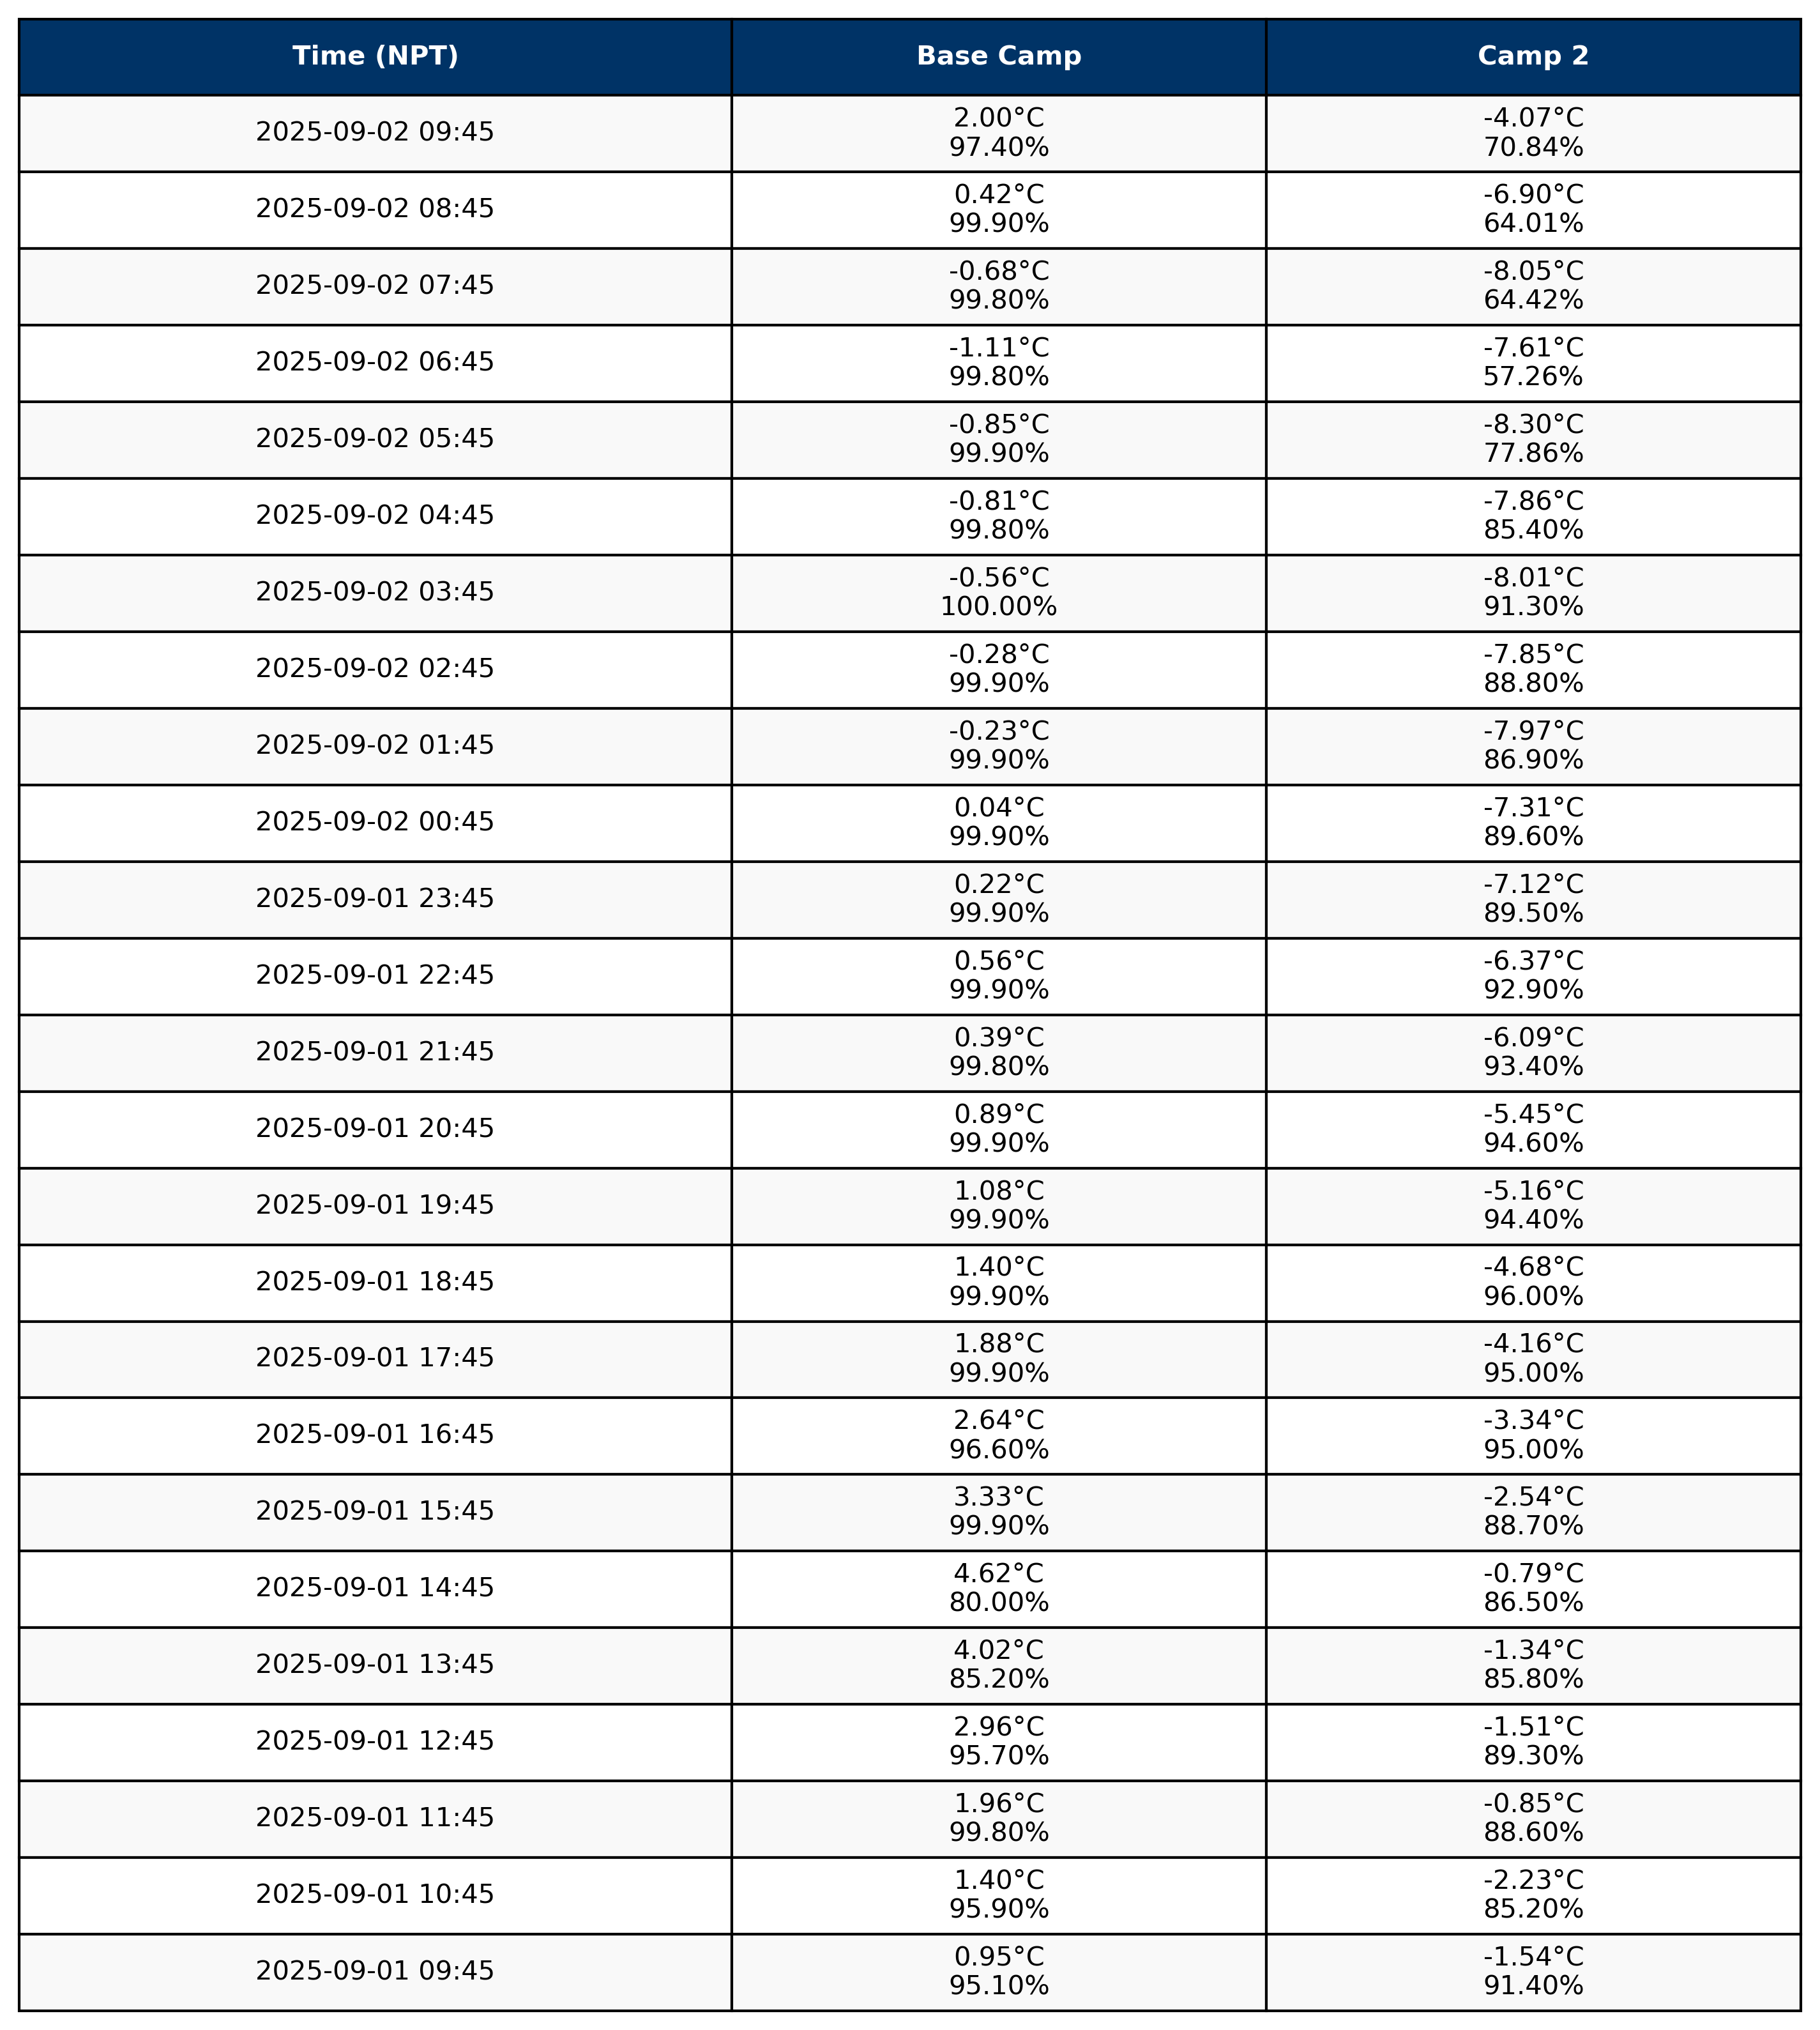 Time (NPT) Base Camp Camp 2
2025-09-02 09:45 2.00°C -4.07°C
97.40% 70.84%
2025-09-02 08:45 0.42°C -6.90°C
99.90% 64.01%
2025-09-02 07:45 -0.68°C -8.05°C
99.80% 64.42%
2025-09-02 06:45 -1.11°C -7.61°C
99.80% 57.26%
2025-09-02 05:45 -0.85°C -8.30°C
99.90% 77.86%
2025-09-02 04:45 -0.81°C -7.86°C
99.80% 85.40%
2025-09-02 03:45 -0.56°C -8.01°C
100.00% 91.30%
2025-09-02 02:45 -0.28°C -7.85°C
99.90% 88.80%
2025-09-02 01:45 -0.23°C -7.97°C
99.90% 86.90%
2025-09-02 00:45 0.04°C -7.31°C
99.90% 89.60%
2025-09-01 23:45 0.22°C -7.12°C
99.90% 89.50%
2025-09-01 22:45 0.56°C -6.37°C
99.90% 92.90%
2025-09-01 21:45 0.39°C -6.09°C
99.80% 93.40%
2025-09-01 20:45 0.89°C -5.45°C
99.90% 94.60%
2025-09-01 19:45 1.08°C -5.16°C
99.90% 94.40%
2025-09-01 18:45 1.40°C -4.68°C
99.90% 96.00%
2025-09-01 17:45 1.88°C -4.16°C
99.90% 95.00%
2025-09-01 16:45 2.64°C -3.34°C
96.60% 95.00%
2025-09-01 15:45 3.33°C -2.54°C
99.90% 88.70%
2025-09-01 14:45 4.62°C -0.79°C
80.00% 86.50%
2025-09-01 13:45 4.02°C -1.34°C
85.20% 85.80%
2025-09-01 12:45 2.96°C -1.51°C
95.70% 89.30%
2025-09-01 11:45 1.96°C -0.85°C
99.80% 88.60%
2025-09-01 10:45 1.40°C -2.23°C
95.90% 85.20%
2025-09-01 09:45 0.95°C -1.54°C
95.10% 91.40%